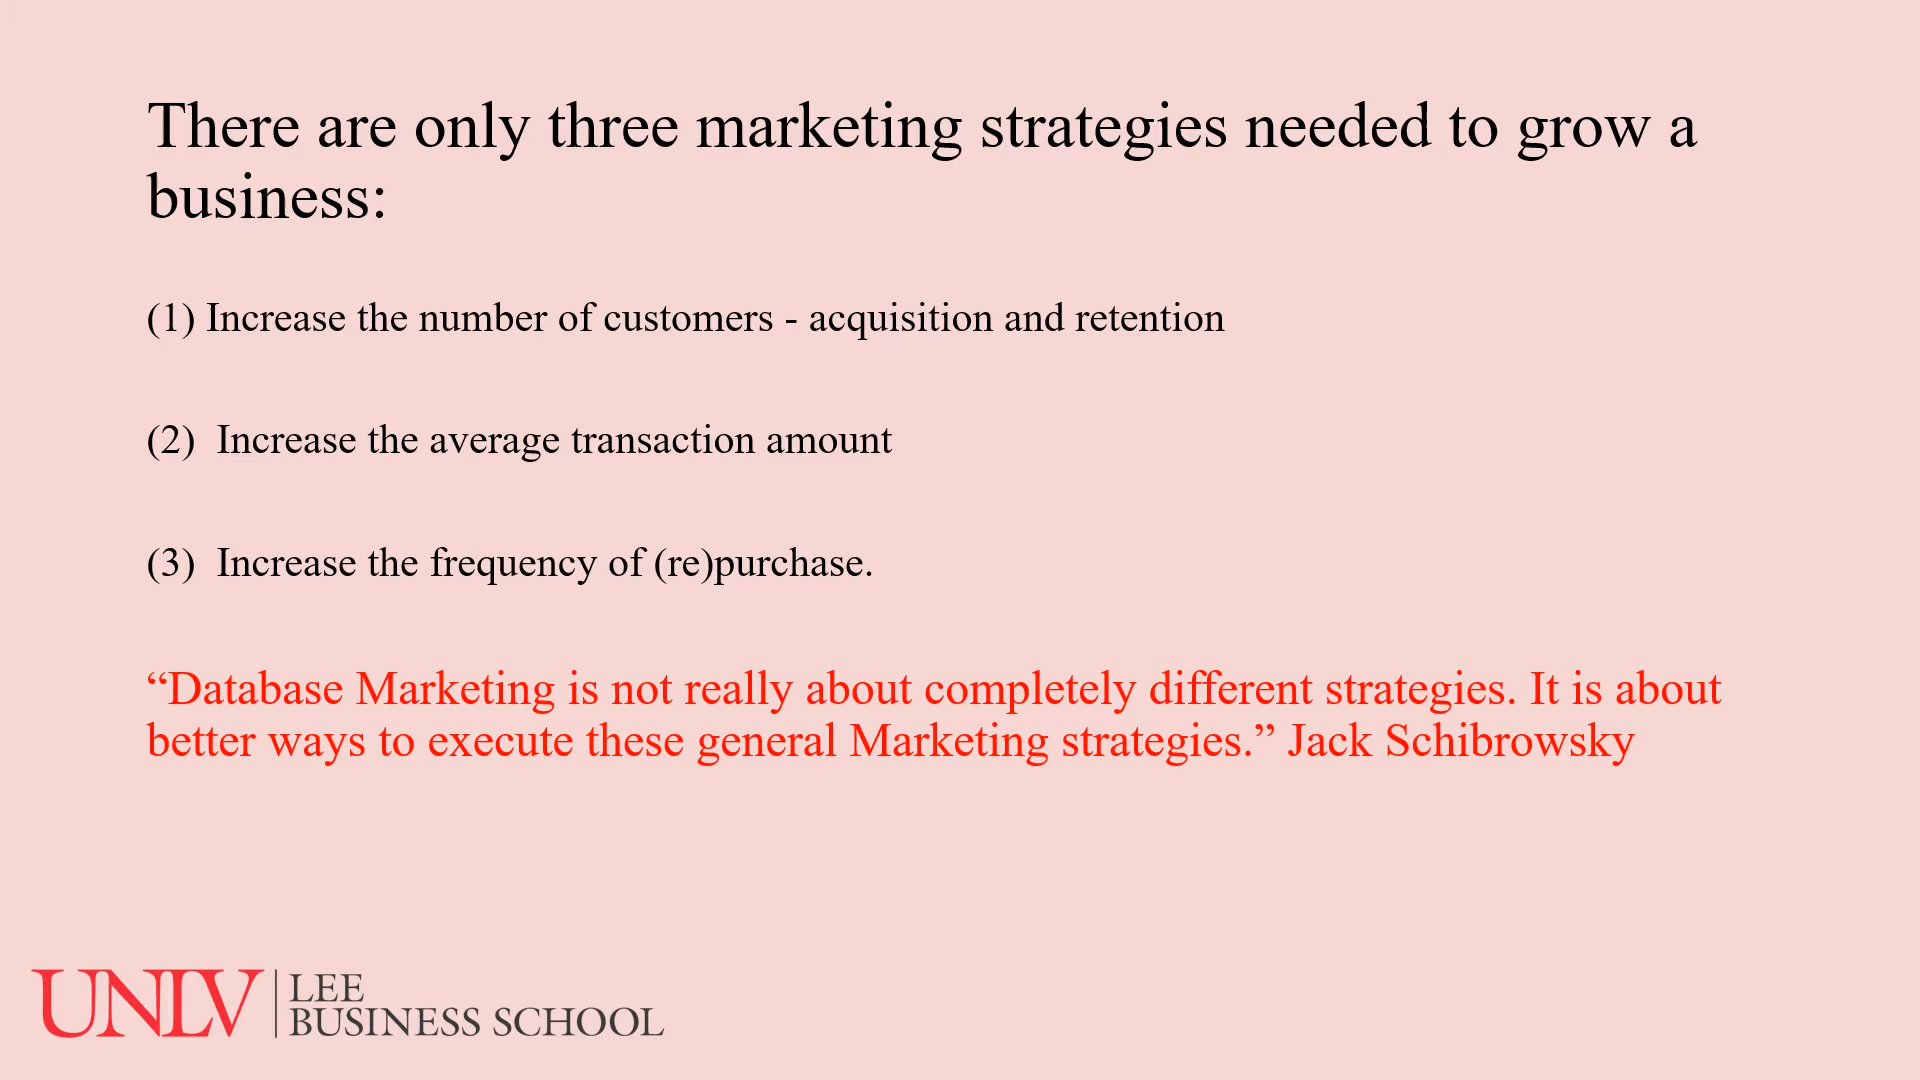 There are only three marketing strategies needed to grow a
business:
(1) Increase the number of customers - acquisition and retention
(2)  Increase the average transaction amount
(3)  Increase the frequency of (re)purchase.
“Database Marketing is not really about completely different strategies. It is about
better ways to execute these general Marketing strategies.” Jack Schibrowsky
UNLV
LEE
BUSINESS SCHOOL